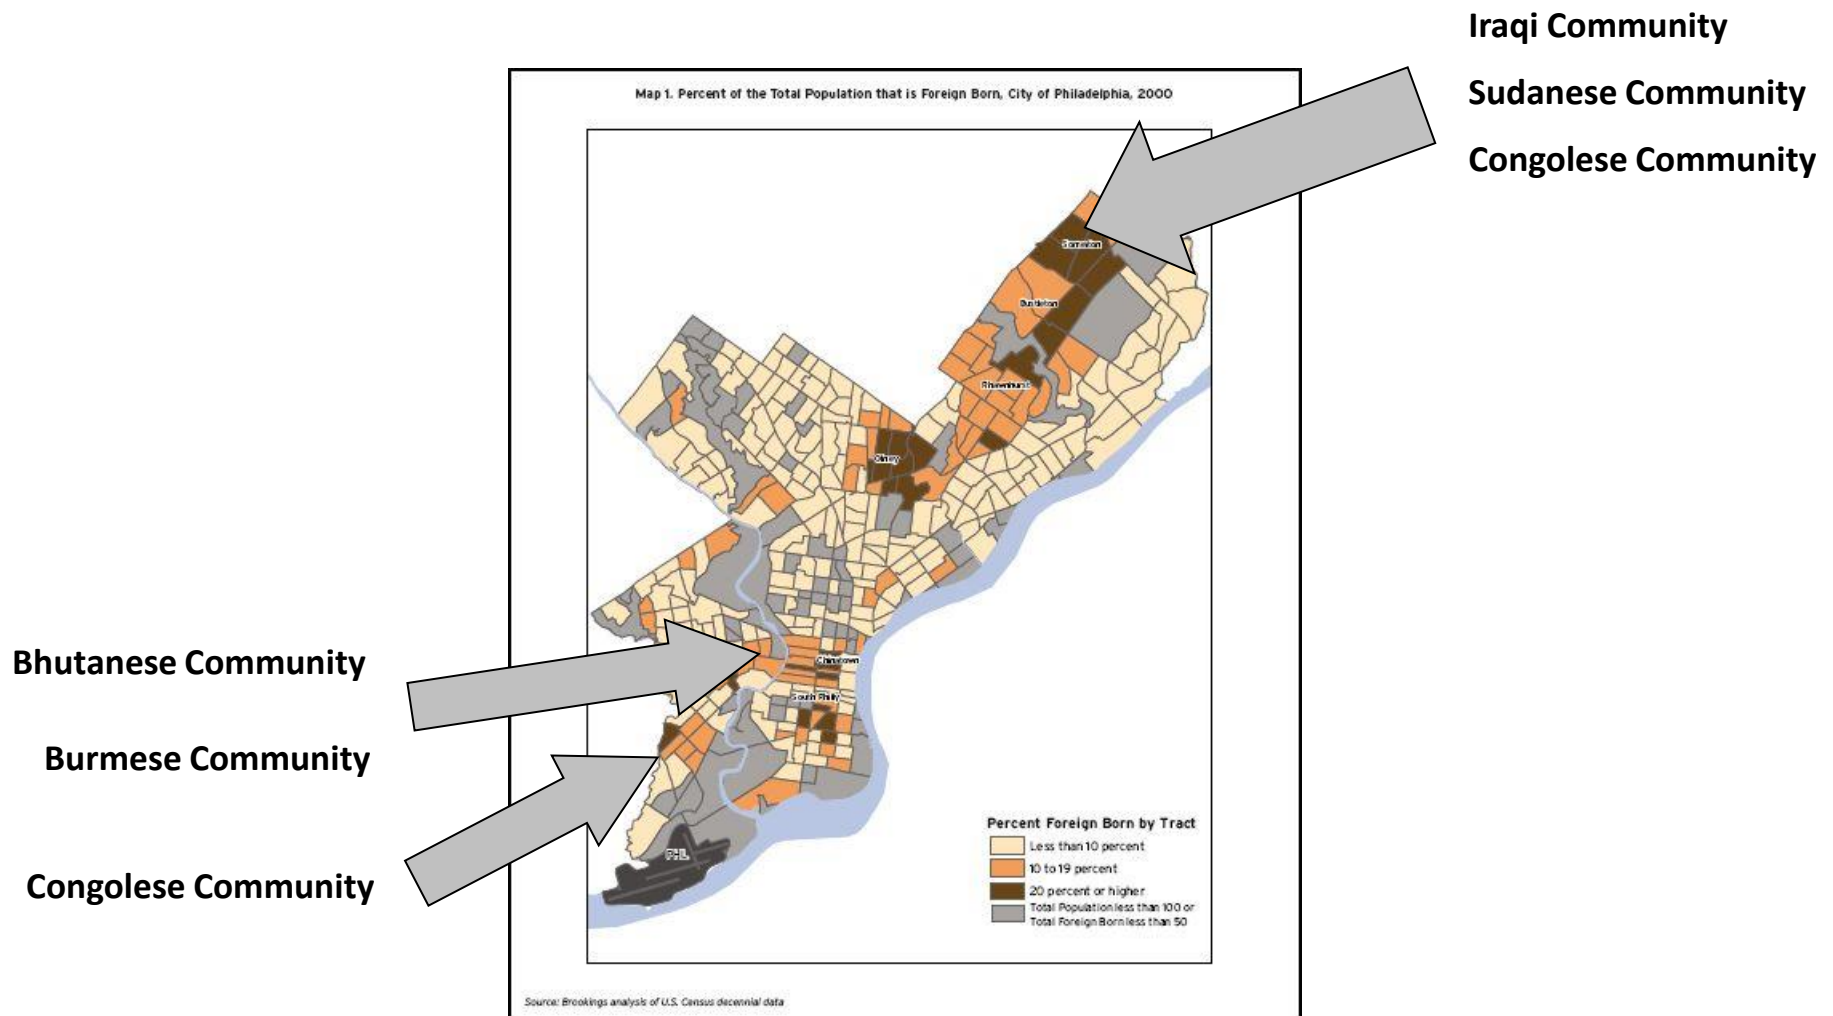 Iraqi Community
Sudanese Community
Congolese Community
Map 1. Percent of the Total Population that is Foreign Born, City of Philadelphia, 2000
Somerton
Bustleton
Rhawnhurst
Olney
Bhutanese Community
Chinatown
South Philly
Burmese Community
Congolese Community
PHL
Percent Foreign Born by Tract
Less than 10 percent
10 to 19 percent
20 percent or higher
Total Population less than 100 or
Total Foreign Born less than 50
Source: Brookings analysis of U.S. Census decennial data